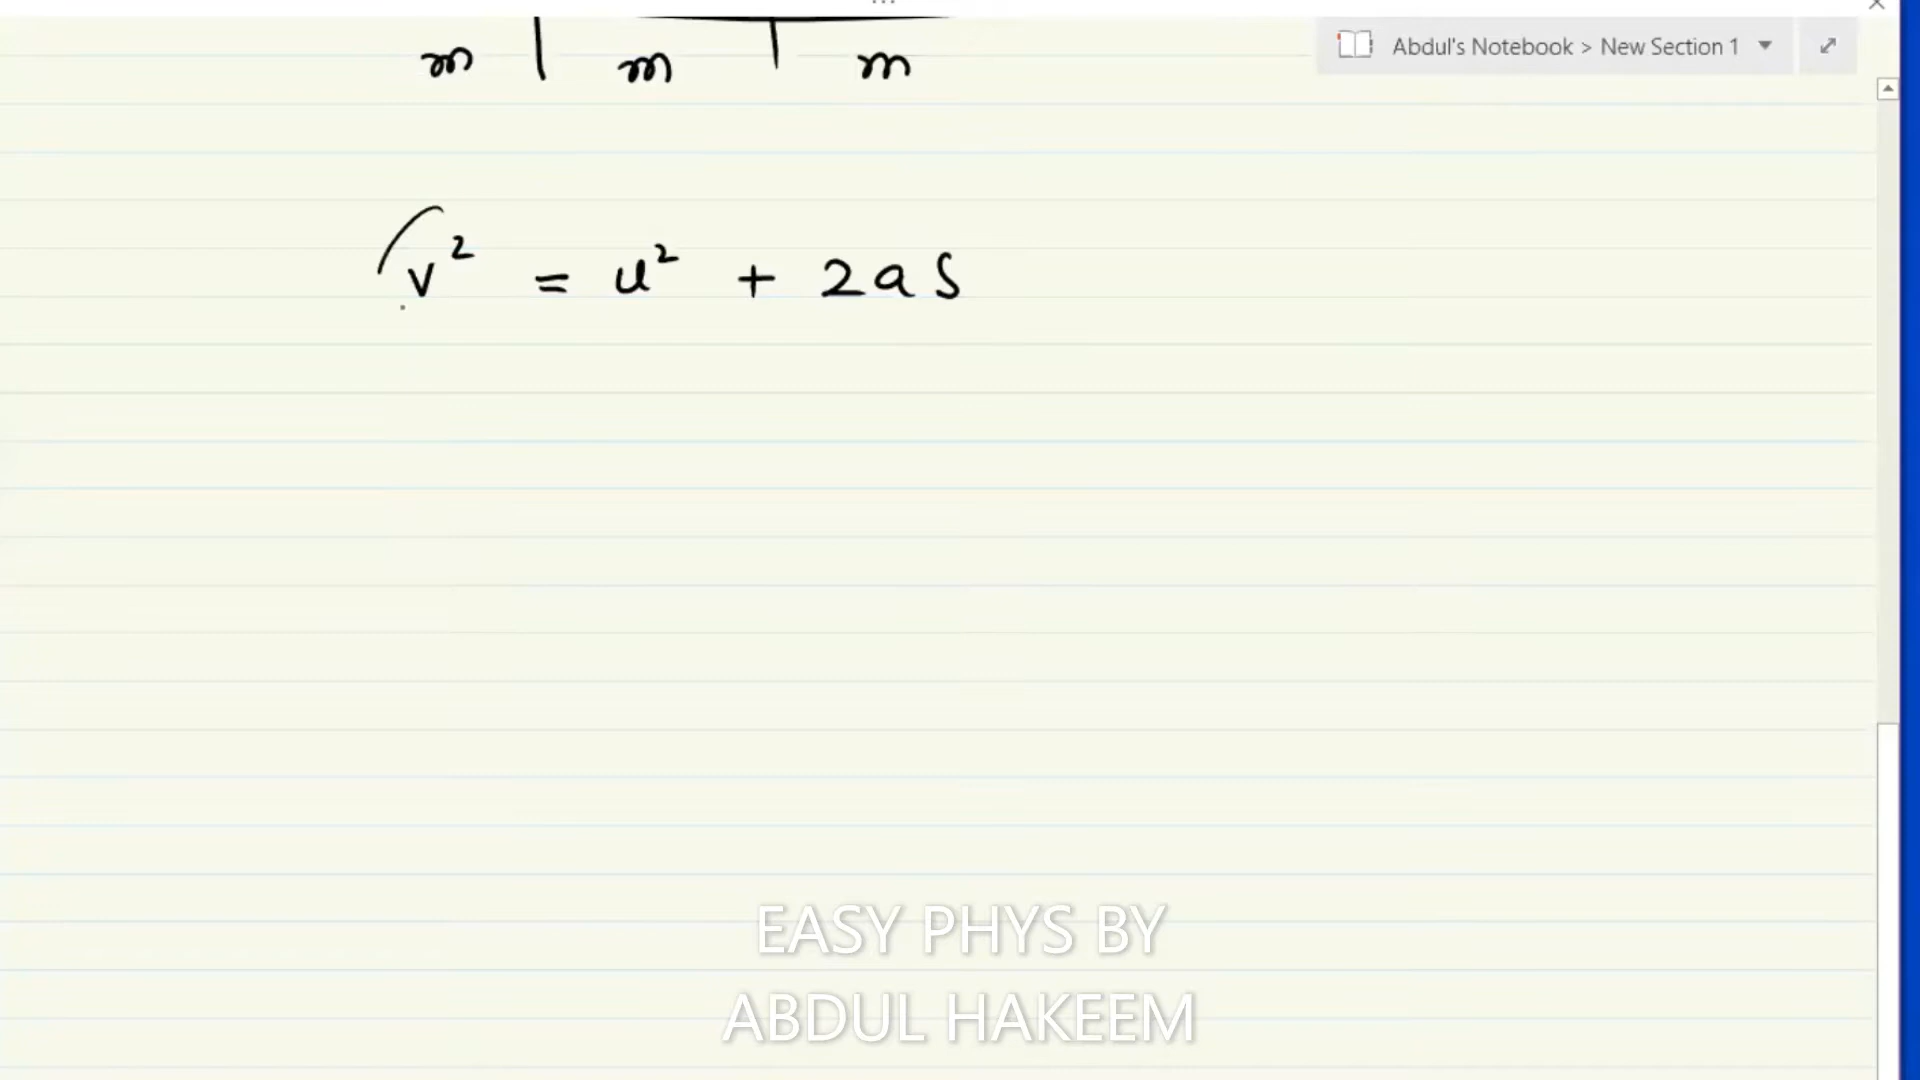 Abdul's Notebook > New Section 1
m | m | m
(v² = u² + 2as
EASY PHYS BY
ABDUL HAKEEM